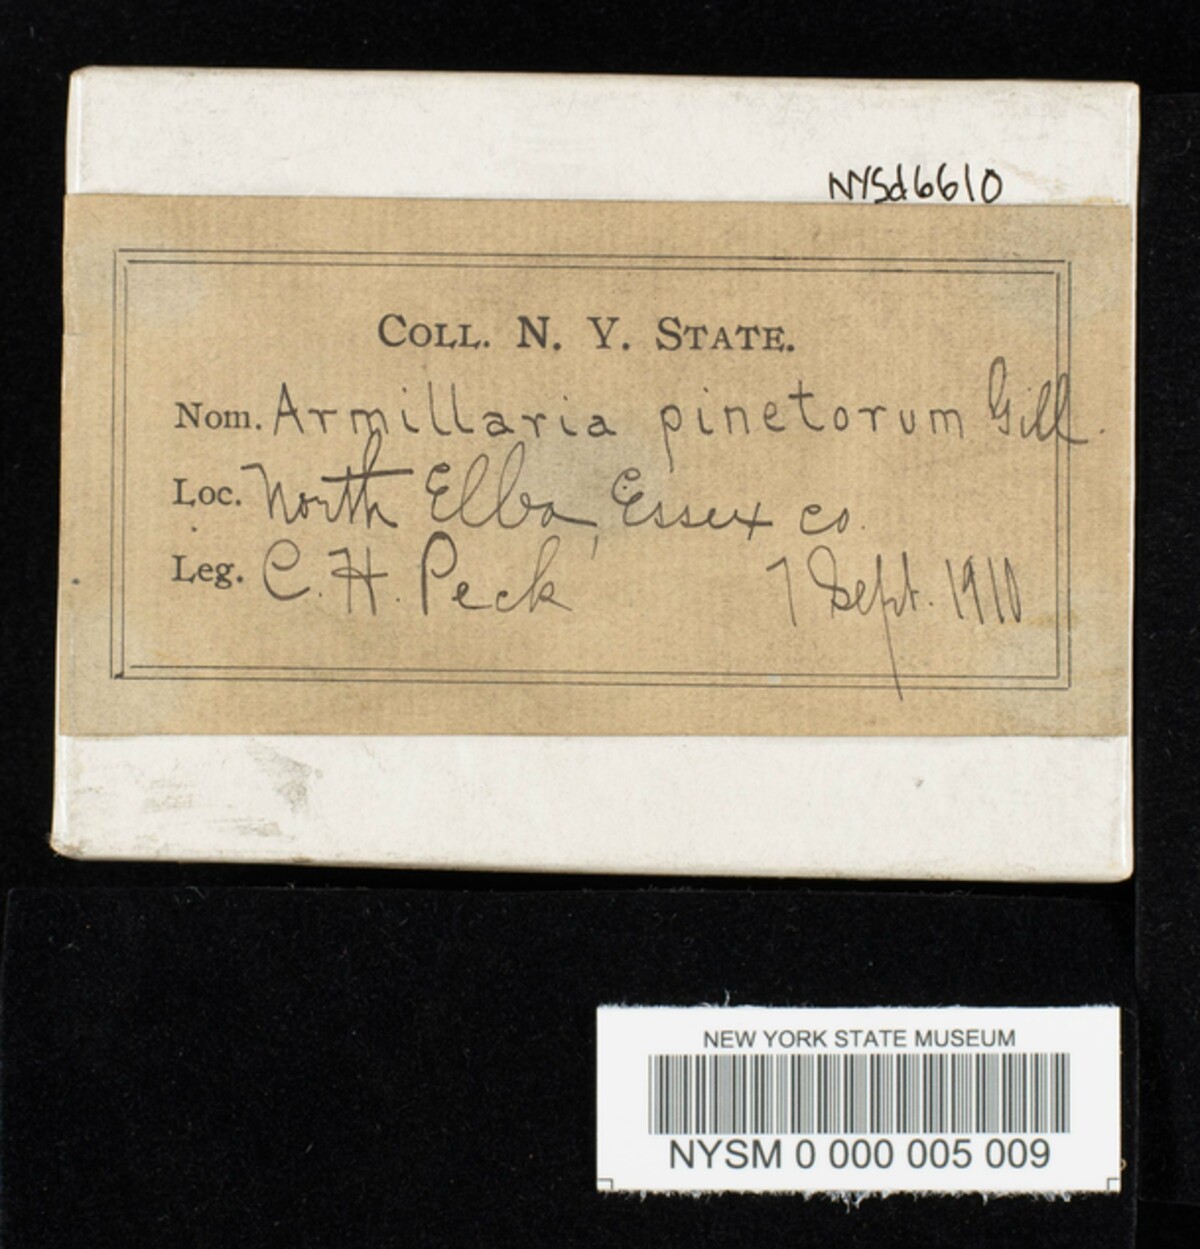 NYSd6610
COLL. N. Y. STATE.
Nom. Armillaria pinetorum Gill.
Loc. North Elba, Essex co.
Leg. C. H. Peck 7 Sept. 1910
NEW YORK STATE MUSEUM
NYSM 0 000 005 009